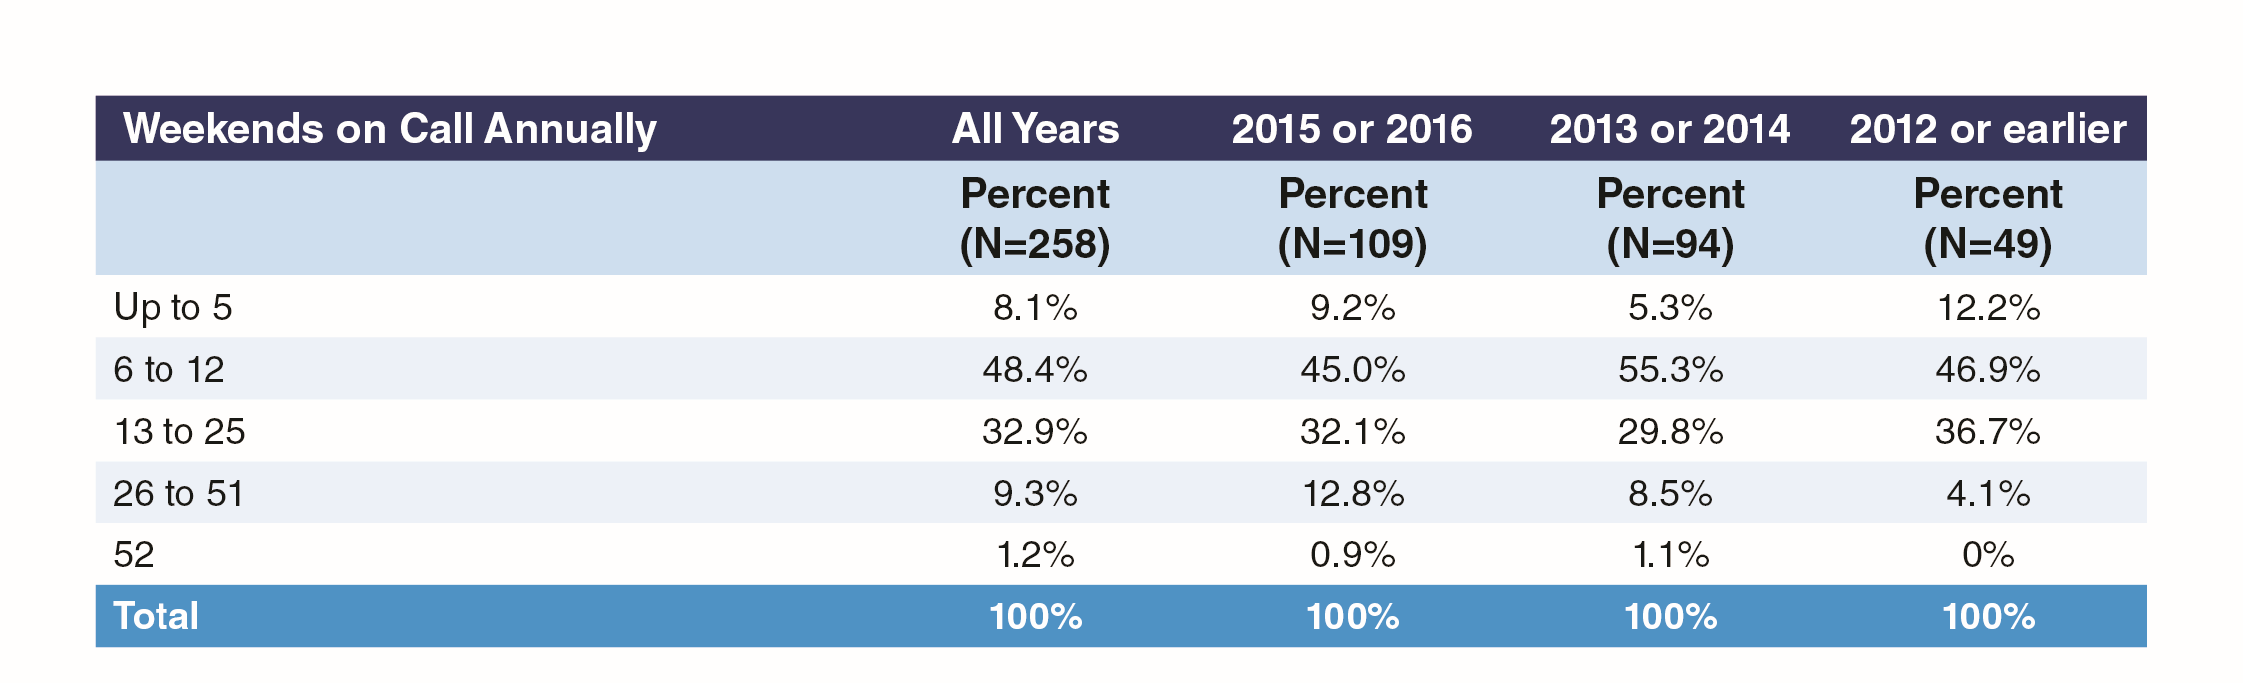 Weekends on Call Annually All Years 2015 or 2016 2013 or 2014 2012 or earlier
Percent Percent Percent Percent
(N=258) (N=109) (N=94) (N=49)
Up to 5 8.1% 9.2% 5.3% 12.2%
6 to 12 48.4% 45.0% 55.3% 46.9%
13 to 25 32.9% 32.1% 29.8% 36.7%
26 to 51 9.3% 12.8% 8.5% 4.1%
52 1.2% 0.9% 1.1% 0%
Total 100% 100% 100% 100%